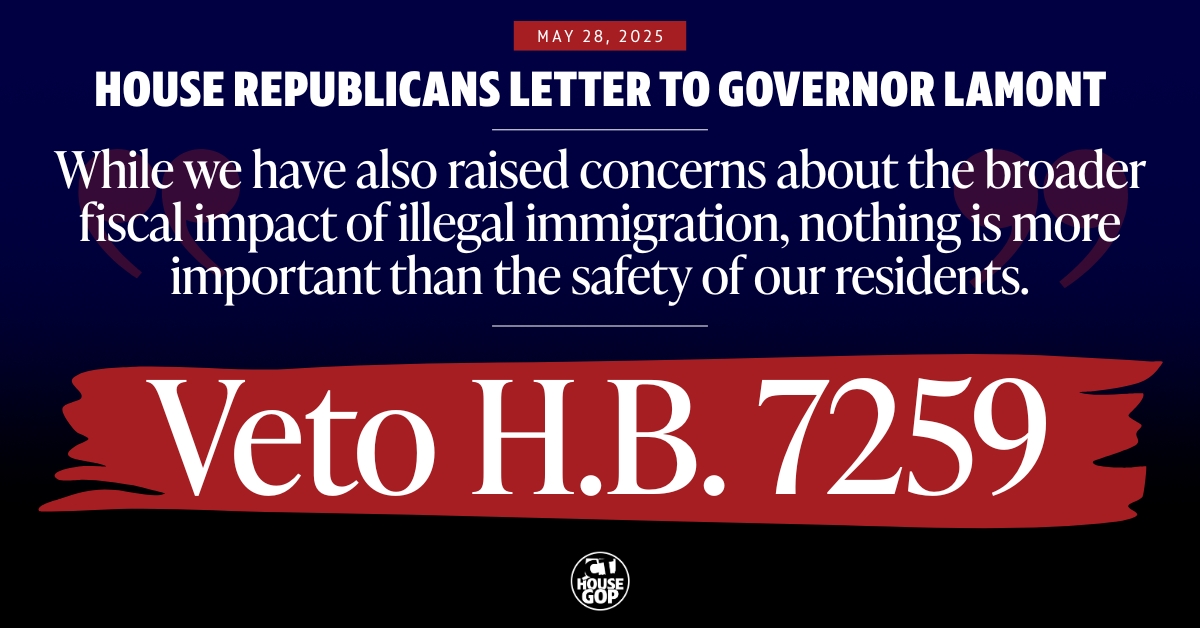 MAY 28, 2025
HOUSE REPUBLICANS LETTER TO GOVERNOR LAMONT
While we have also raised concerns about the broader
fiscal impact of illegal immigration, nothing is more
important than the safety of our residents.
Veto H.B. 7259
CT
HOUSE
GOP